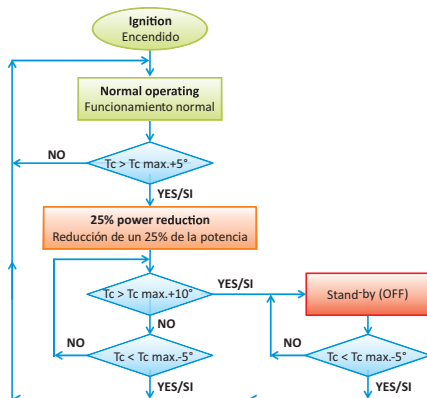 Ignition
Encendido
Normal operating
Funcionamiento normal
NO
Tc > Tc max.+5°
YES/SI
25% power reduction
Reducción de un 25% de la potencia
Tc > Tc max.+10°
YES/SI
Stand-by (OFF)
NO
NO
Tc < Tc max.-5°
NO
Tc < Tc max.-5°
YES/SI
YES/SI